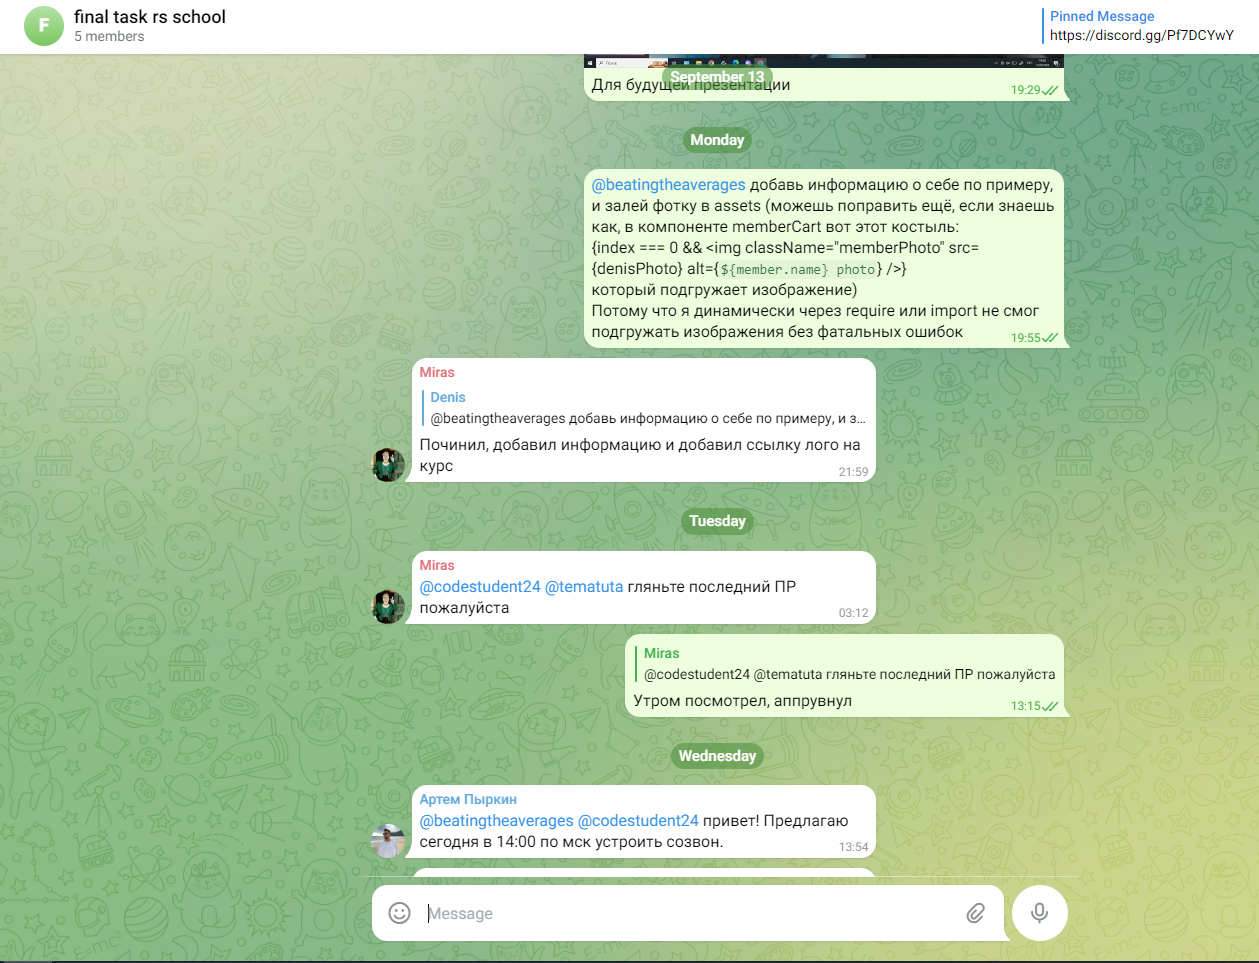 F
final task rs school
5 members
Pinned Message
https://discord.gg/Pf7DCYwY
September 13
Для будущей презентации
19:29
Monday
@beatingtheaverages добавь информацию о себе по примеру,
и залей фотку в assets (можешь поправить ещё, если знаешь
как, в компоненте memberCart вот этот костыль:
{index === 0 && <img className="memberPhoto" src=
{denisPhoto} alt={${member.name} photo} />}
который подгружает изображение)
Потому что я динамически через require или import не смог
подгружать изображения без фатальных ошибок
19:55
Miras
Denis
@beatingtheaverages добавь информацию о себе по примеру, и з...
Починил, добавил информацию и добавил ссылку лого на
курс
21:59
Tuesday
Miras
@codestudent24 @tematuta гляньте последний ПР
пожалуйста
03:12
Miras
@codestudent24 @tematuta гляньте последний ПР пожалуйста
Утром посмотрел, аппрувнул
13:15
Wednesday
Артем Пыркин
@beatingtheaverages @codestudent24 привет! Предлагаю
сегодня в 14:00 по мск устроить созвон.
13:54
Message